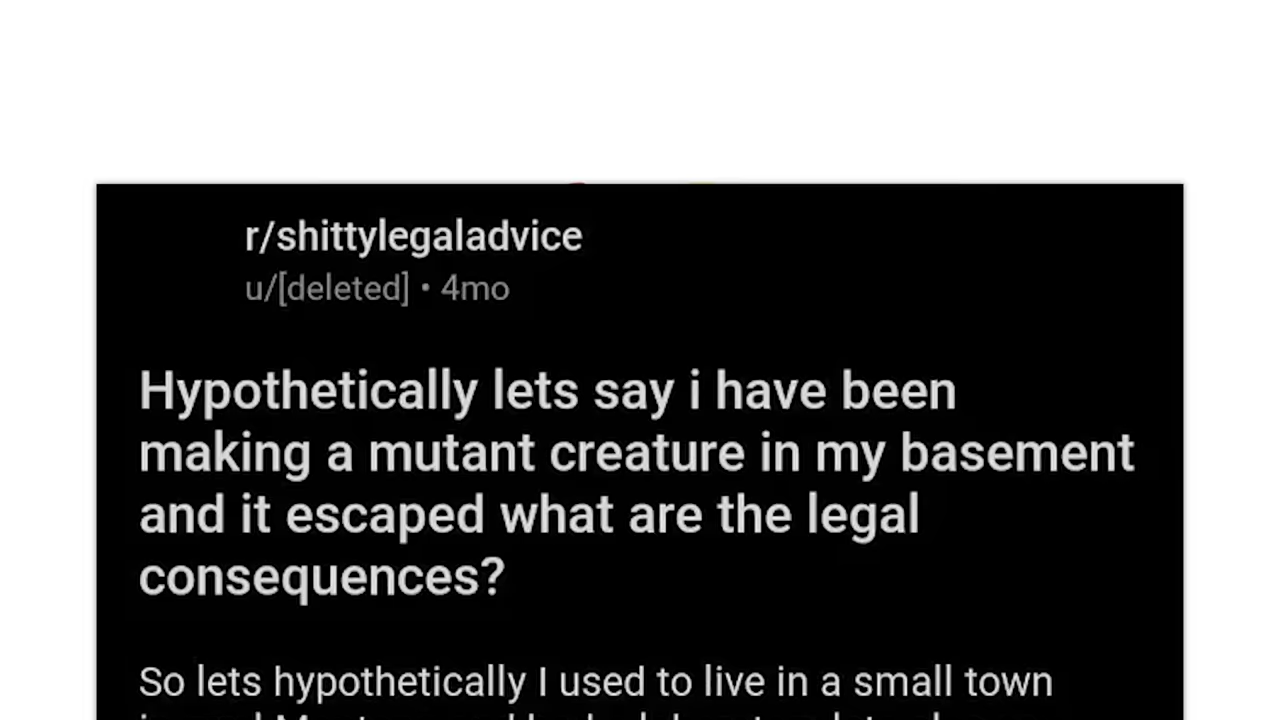 r/shittylegaladvice
u/[deleted] • 4mo
Hypothetically lets say i have been
making a mutant creature in my basement
and it escaped what are the legal
consequences?
So lets hypothetically I used to live in a small town